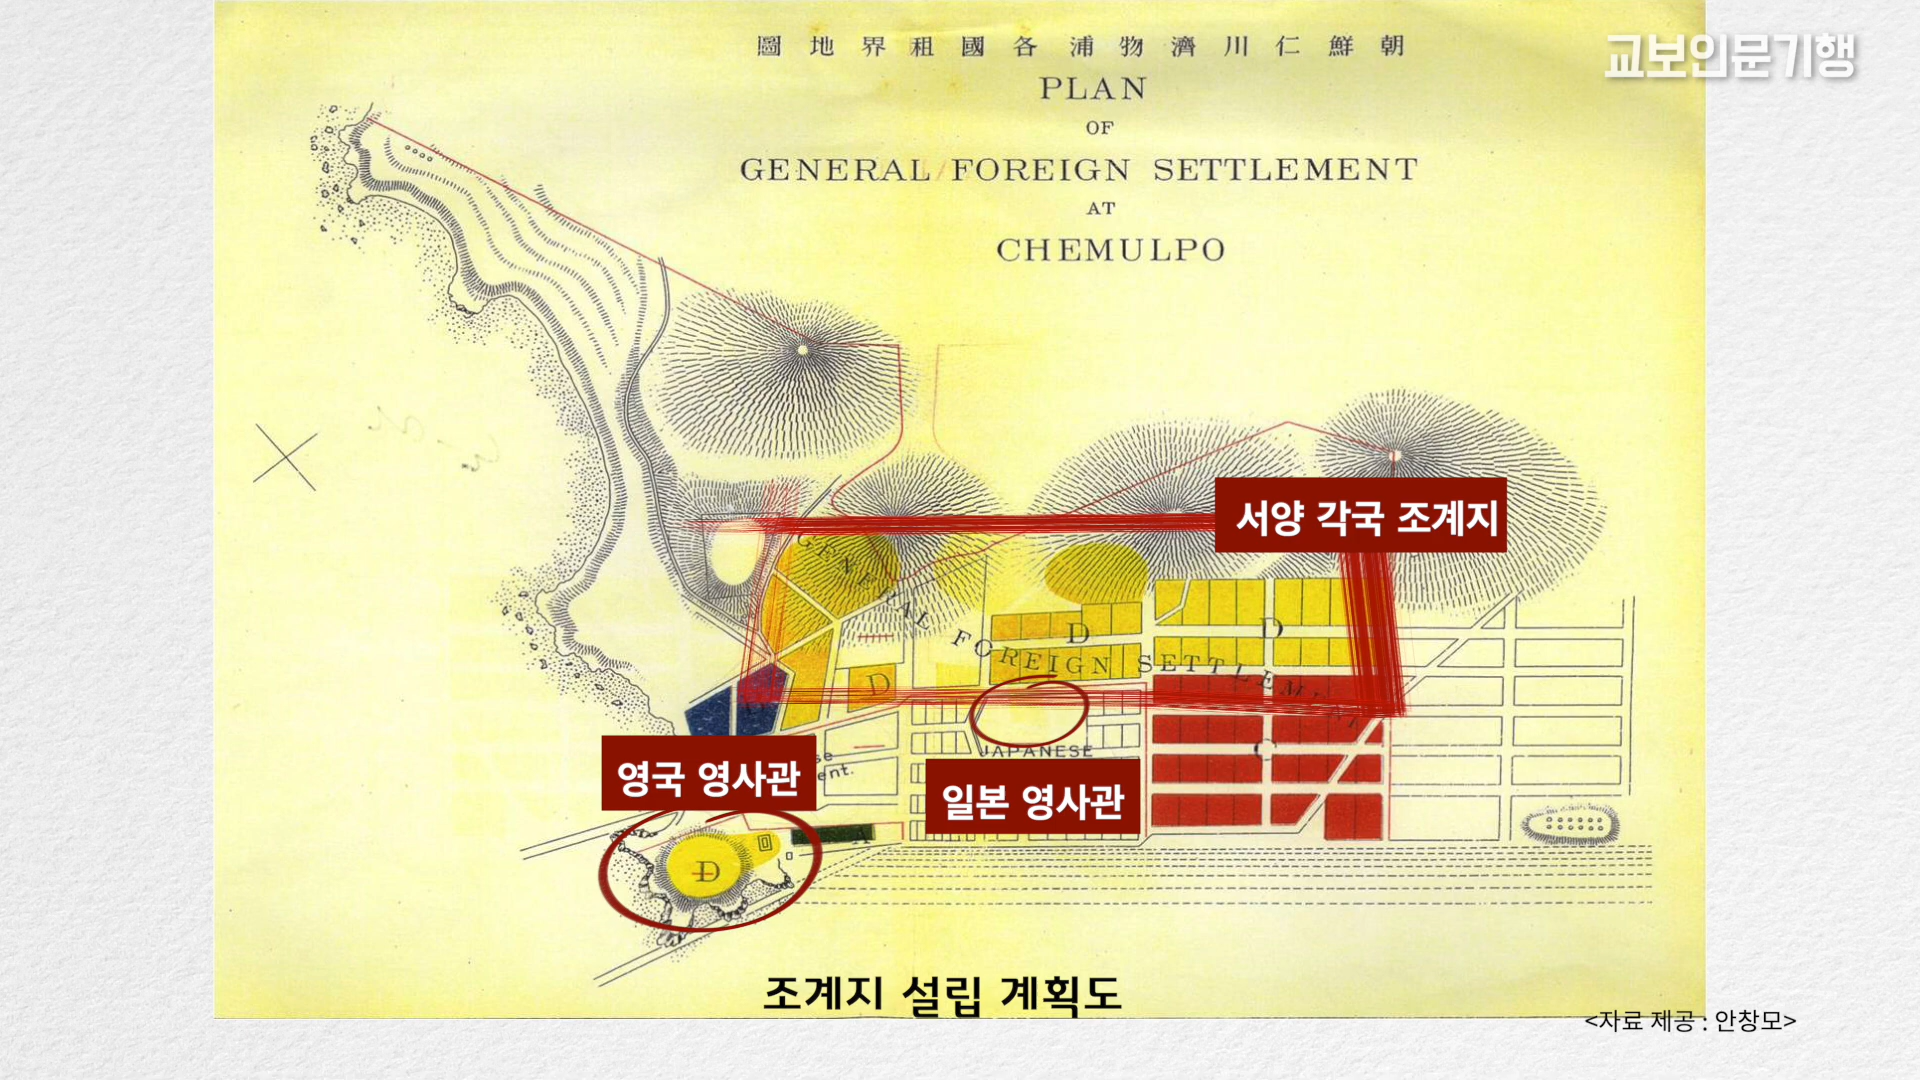 圖地界租國各浦物濟川仁鮮朝
교보인문기행
PLAN
OF
GENERAL FOREIGN SETTLEMENT
AT
CHEMULPO
서양 각국 조계지
GENERAL FOREIGN SETTLEMENT
D
D
D
C
JAPANESE
영국 영사관
일본 영사관
ent.
A
D
조계지 설립 계획도
<자료 제공 : 안창모>